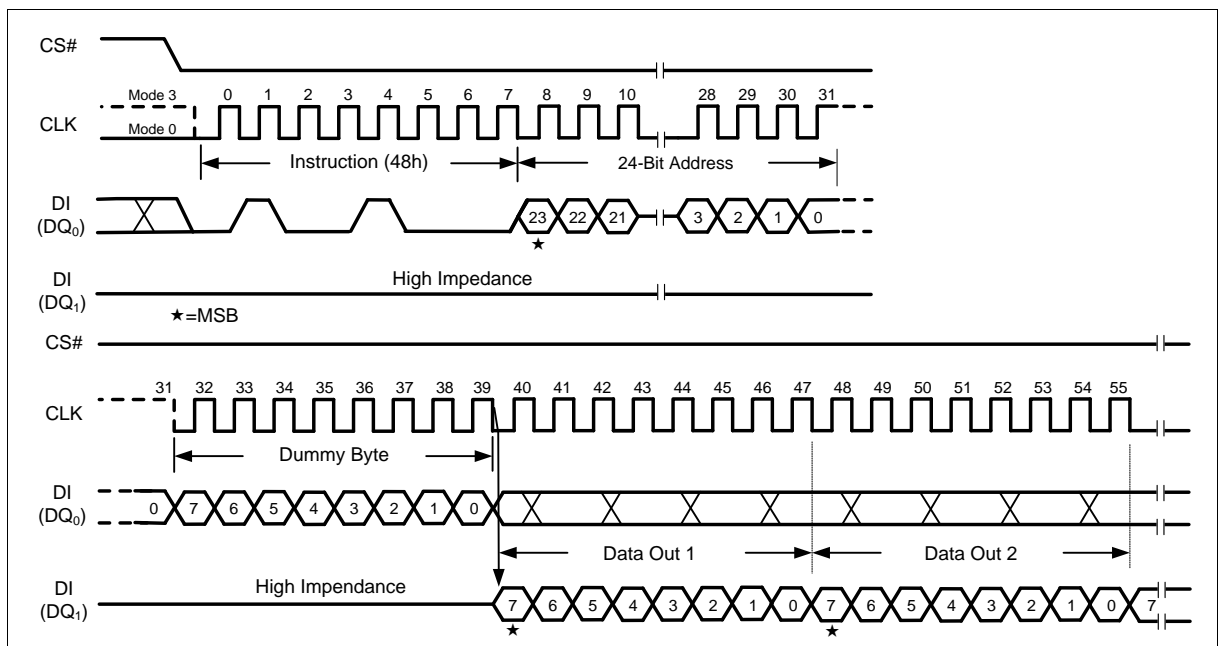 CS#
Mode 3
0 1 2 3 4 5 6 7 8 9 10 28 29 30 31
CLK
Mode 0
Instruction (48h)
24-Bit Address
DI
(DQ0)
23 22 21 3 2 1 0
★
DI
(DQ1)
High Impedance
★=MSB
CS#
31 32 33 34 35 36 37 38 39 40 41 42 43 44 45 46 47 48 49 50 51 52 53 54 55
CLK
Dummy Byte
DI
(DQ0)
0 7 6 5 4 3 2 1 0
Data Out 1
Data Out 2
DI
(DQ1)
High Impendance
7 6 5 4 3 2 1 0 7 6 5 4 3 2 1 0 7
★ ★